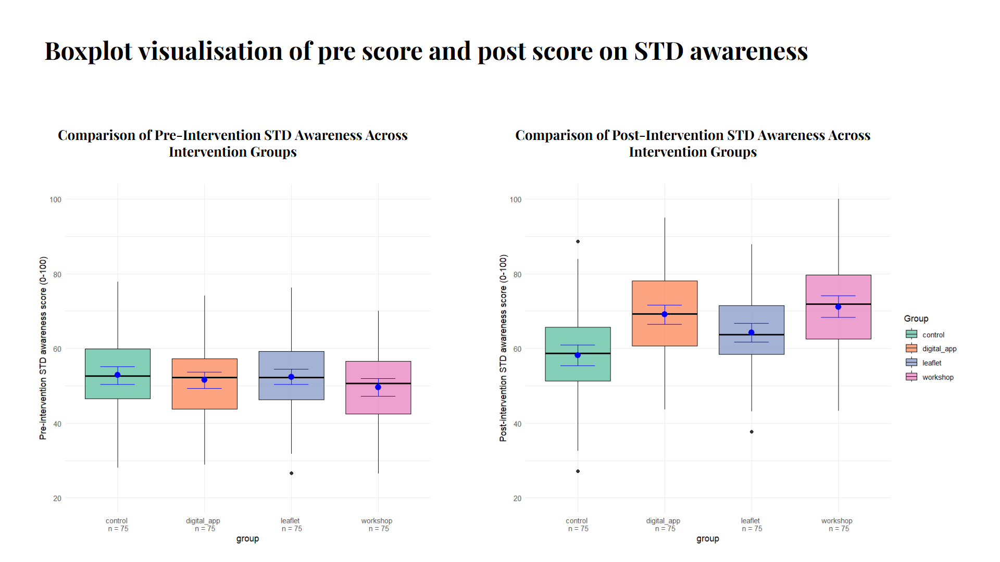 Boxplot visualisation of pre score and post score on STD awareness
Comparison of Pre-Intervention STD Awareness Across
Intervention Groups
Pre-intervention STD awareness score (0-100)
100
80
60
40
20
control
n = 75
digital_app
n = 75
leaflet
n = 75
workshop
n = 75
group
Comparison of Post-Intervention STD Awareness Across
Intervention Groups
Post-intervention STD awareness score (0-100)
100
80
60
40
20
control
n = 75
digital_app
n = 75
leaflet
n = 75
workshop
n = 75
group
Group
control
digital_app
leaflet
workshop